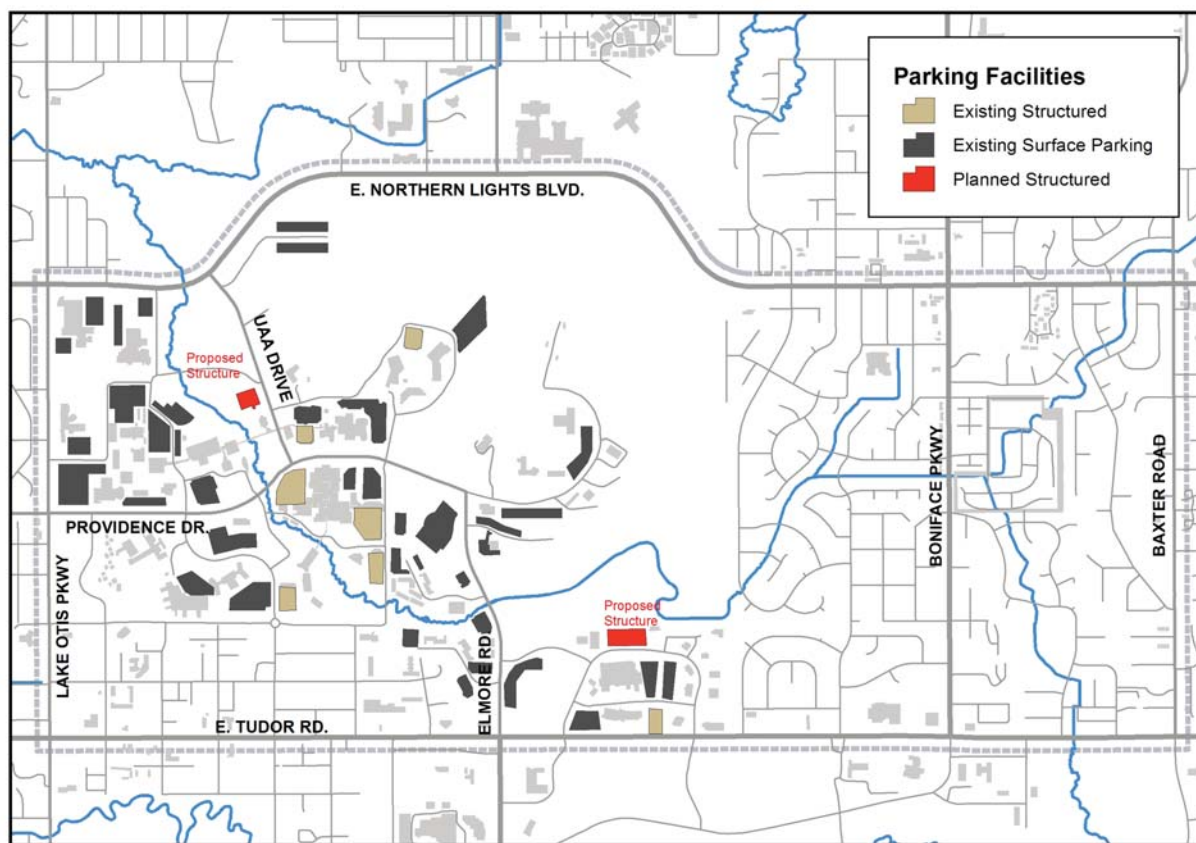 Parking Facilities
Existing Structured
Existing Surface Parking
Planned Structured
E. NORTHERN LIGHTS BLVD.
UAA DRIVE
Proposed
Structure
PROVIDENCE DR.
LAKE OTIS PKWY
BONIFACE PKWY
BAXTER ROAD
Proposed
Structure
ELMORE RD.
E. TUDOR RD.